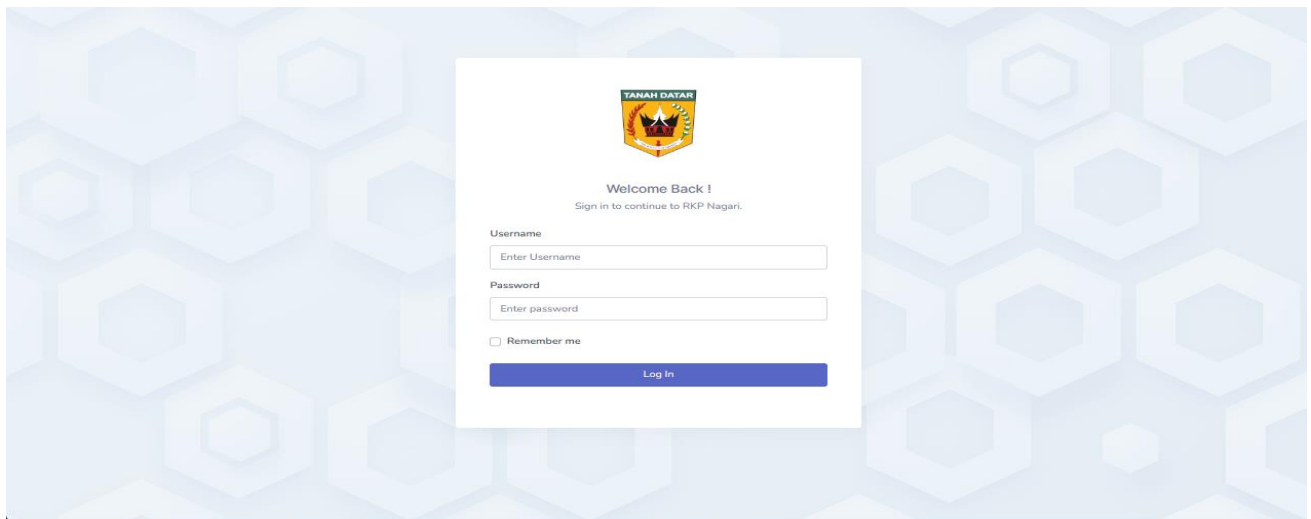 TANAH DATAR
Welcome Back !
Sign in to continue to RKP Nagari.
Username
Enter Username
Password
Enter password
Remember me
Log In